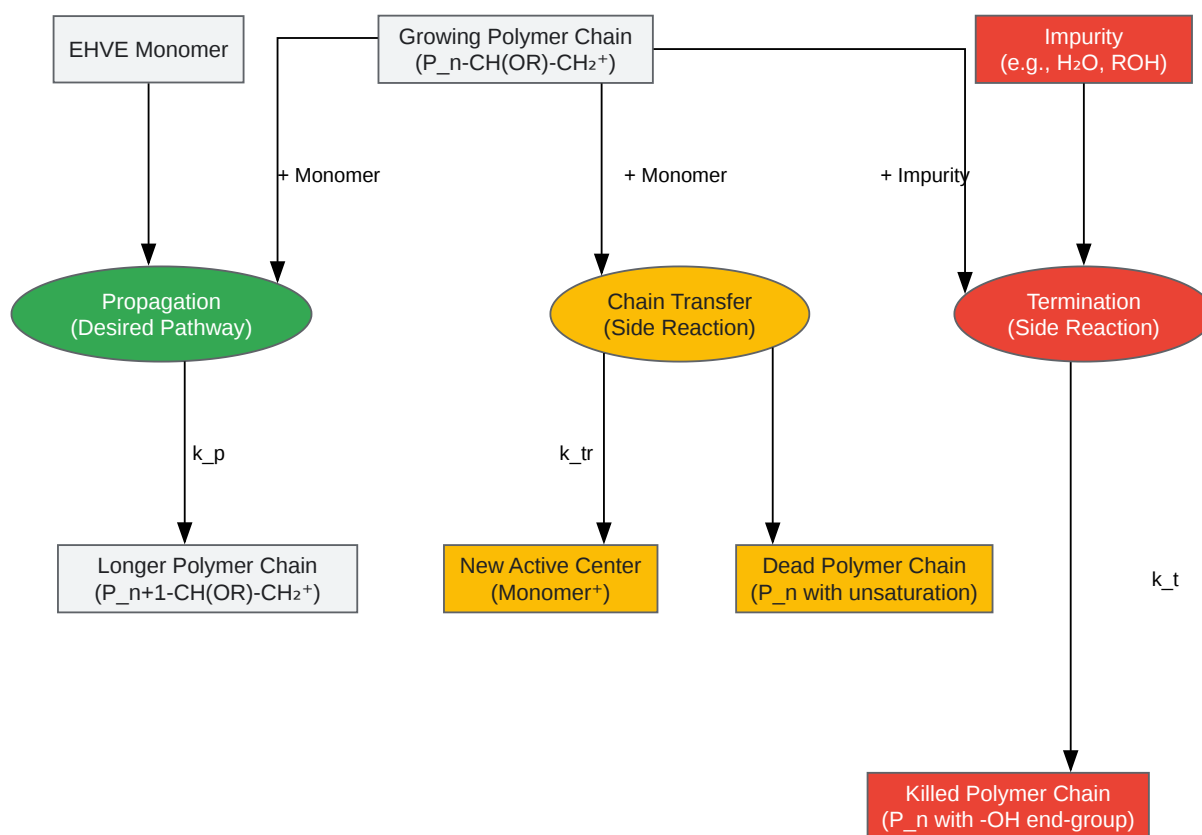 EHVE Monomer
Growing Polymer Chain
(P_n-CH(OR)-CH₂⁺)
Impurity
(e.g., H₂O, ROH)
+ Monomer
+ Monomer
+ Impurity
Propagation
(Desired Pathway)
Chain Transfer
(Side Reaction)
Termination
(Side Reaction)
k_p
k_tr
k_t
Longer Polymer Chain
(P_n+1-CH(OR)-CH₂⁺)
New Active Center
(Monomer⁺)
Dead Polymer Chain
(P_n with unsaturation)
Killed Polymer Chain
(P_n with -OH end-group)